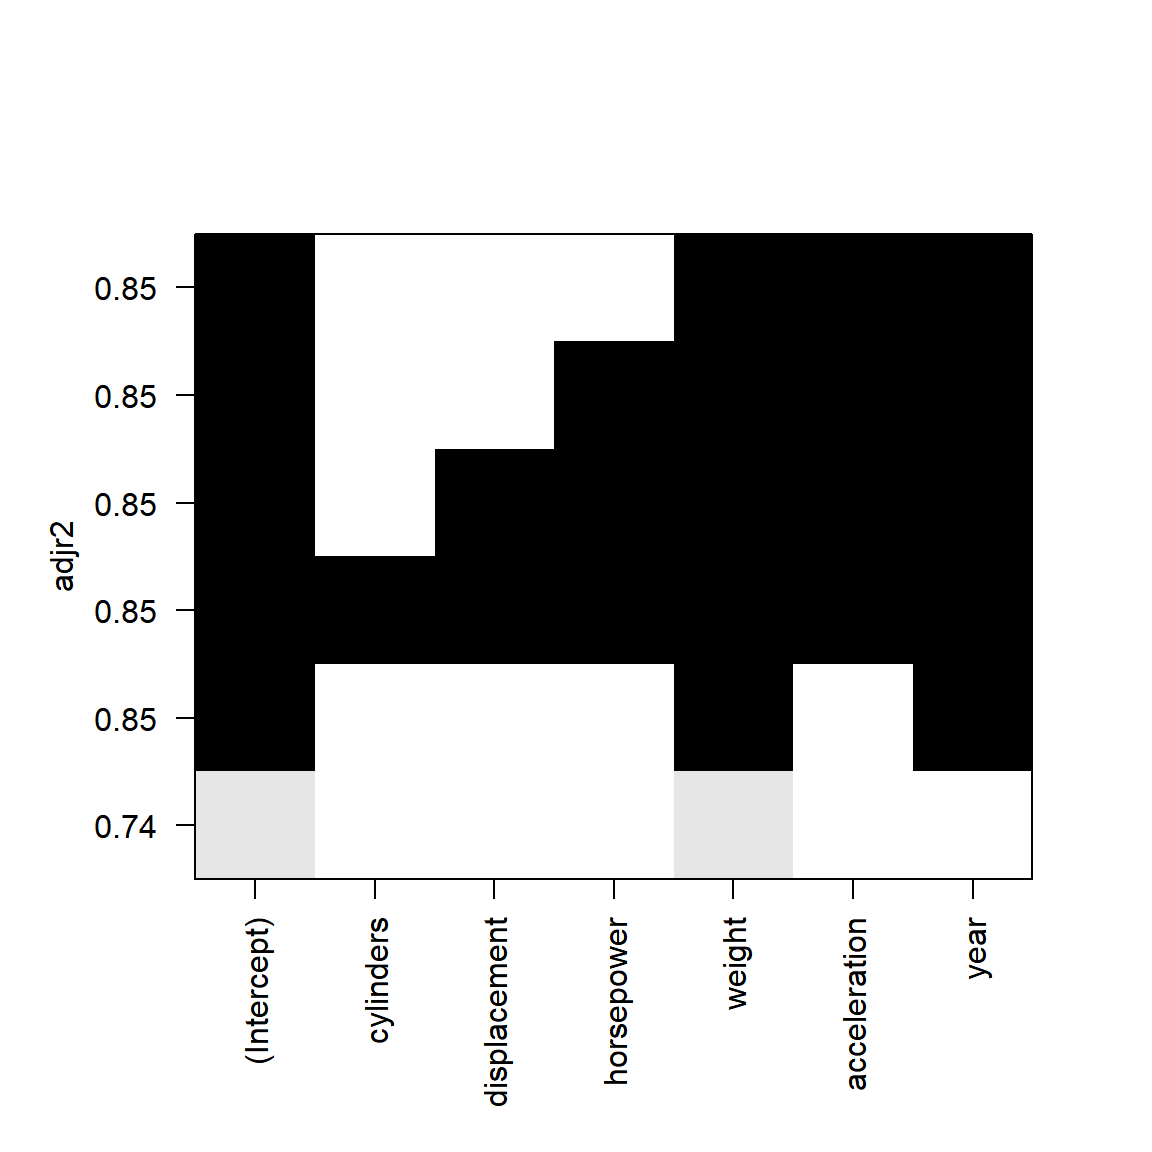 0.85
0.85
0.85
0.85
0.85
0.74
adjr2
(Intercept)
cylinders
displacement
horsepower
weight
acceleration
year